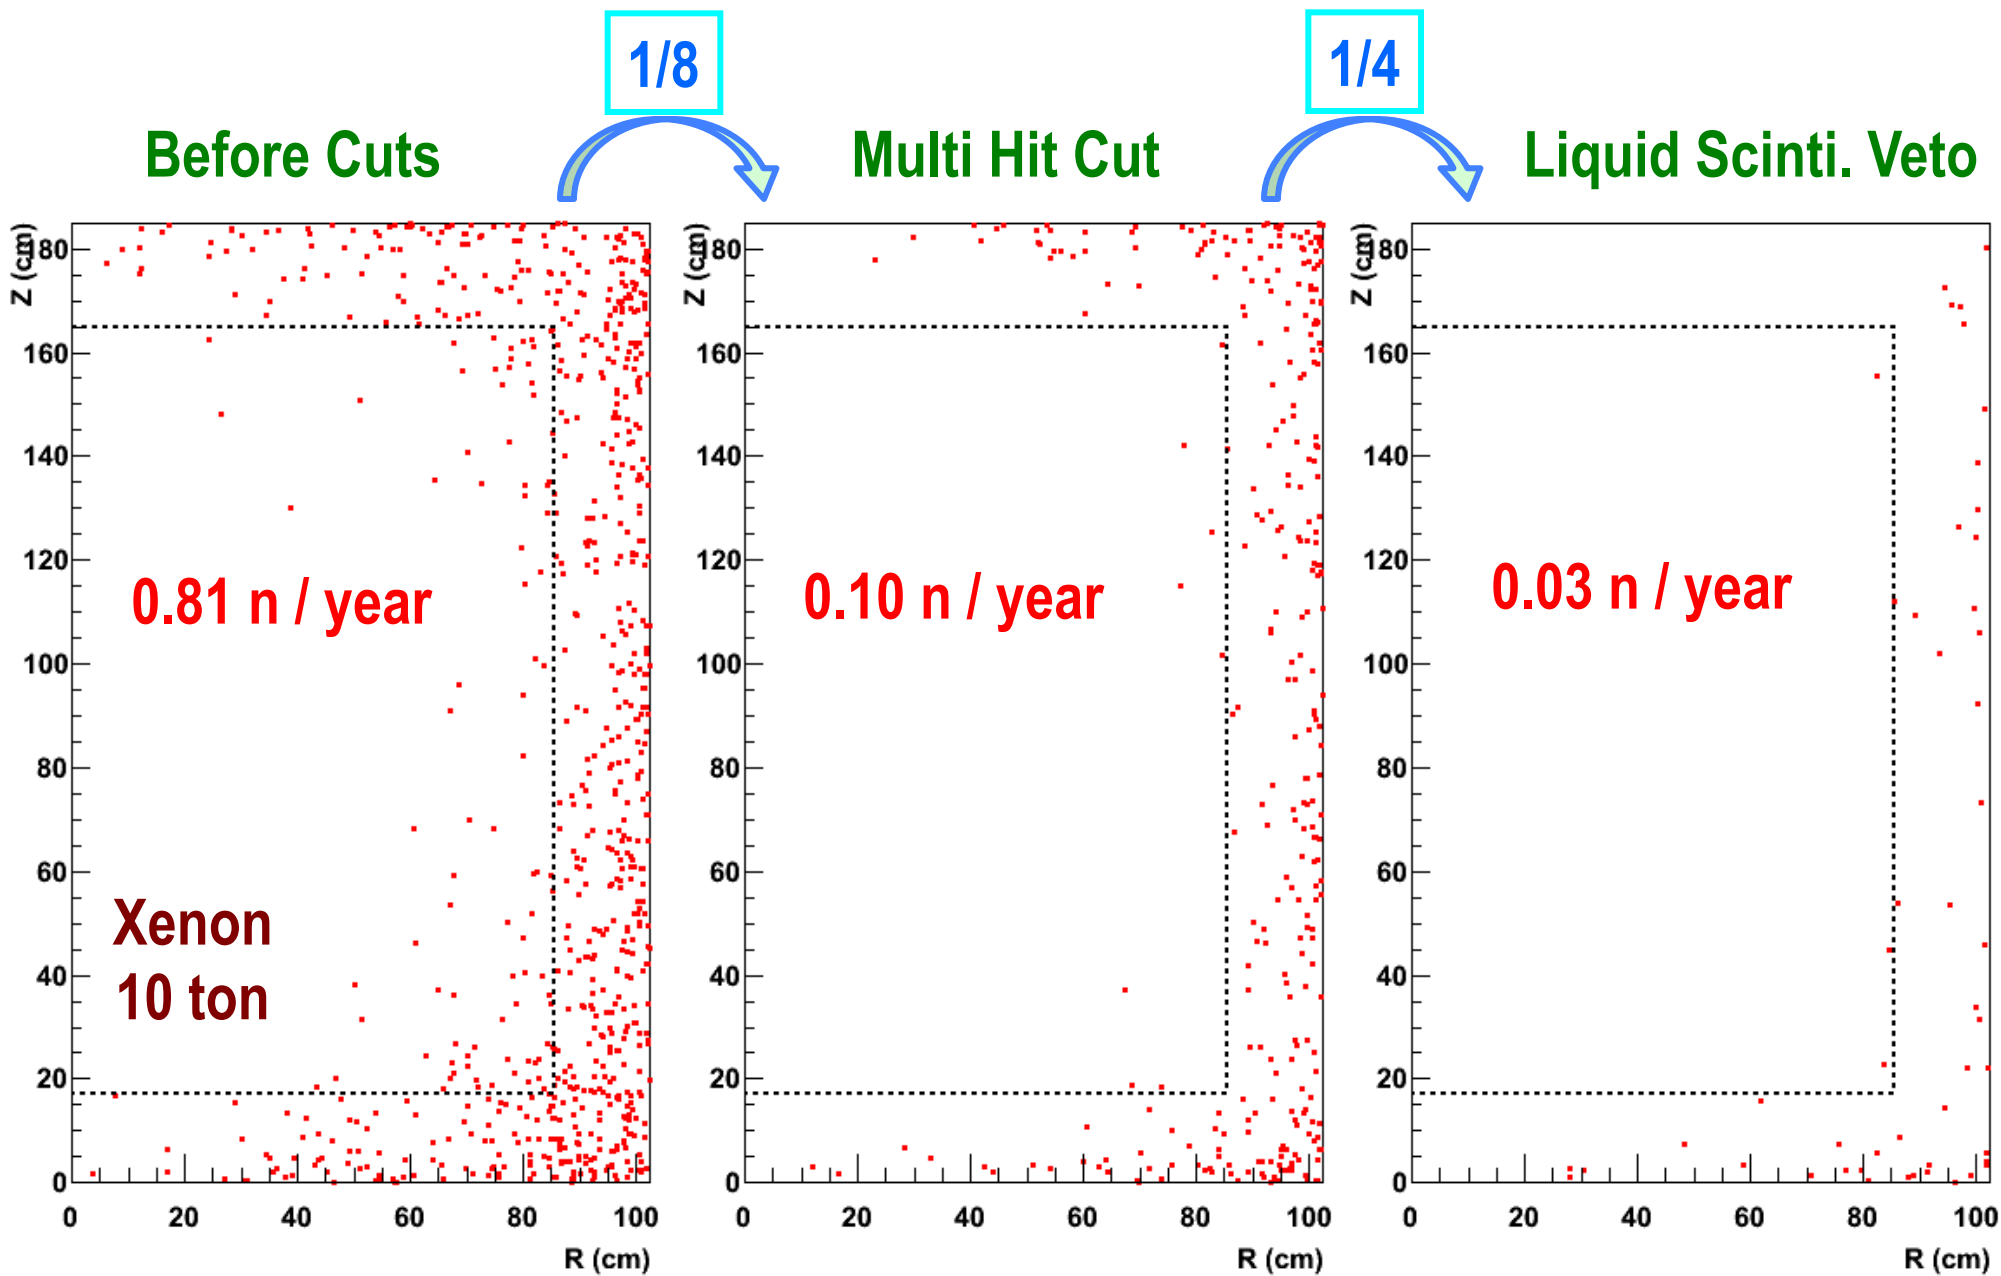 1/8
1/4
Before Cuts
Multi Hit Cut
Liquid Scinti. Veto
Z (cm)
180
160
140
120
100
80
60
40
20
0
0.81 n / year
Xenon
10 ton
0 20 40 60 80 100
R (cm)
Z (cm)
180
160
140
120
100
80
60
40
20
0
0.10 n / year
0 20 40 60 80 100
R (cm)
Z (cm)
180
160
140
120
100
80
60
40
20
0
0.03 n / year
0 20 40 60 80 100
R (cm)